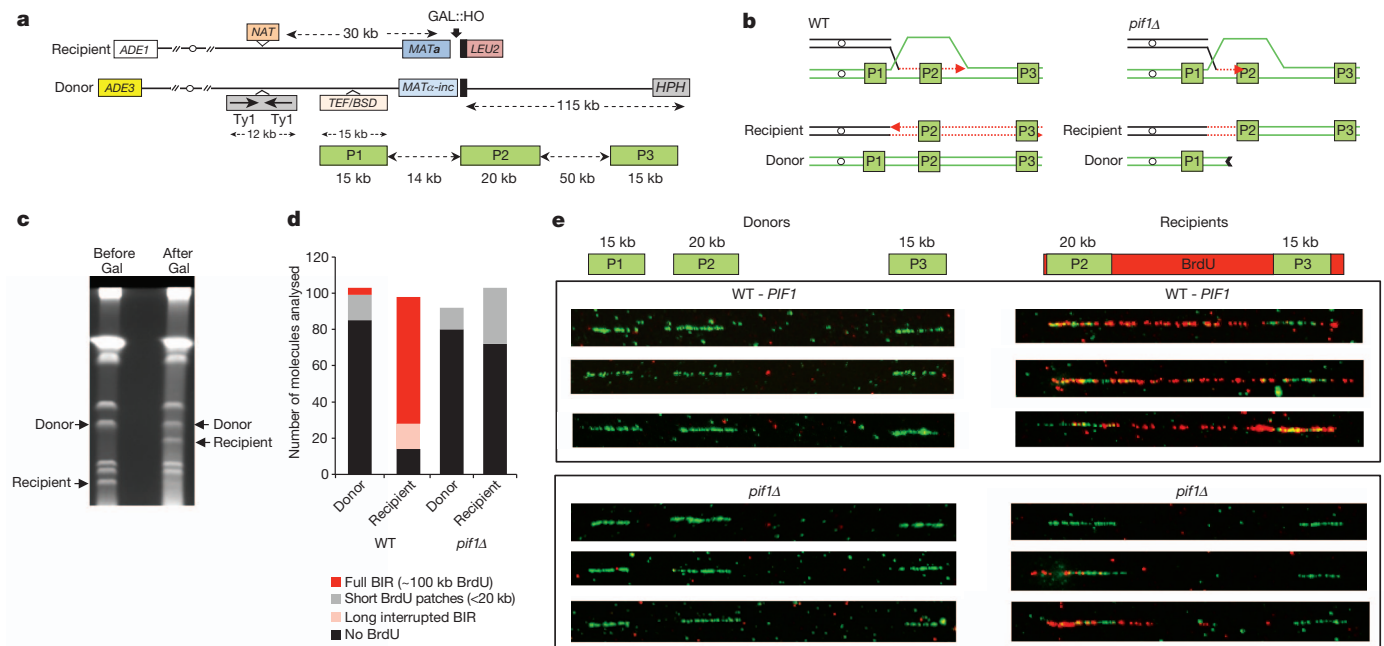 a
GAL::HO
NAT
30 kb
Recipient ADE1 MATa LEU2
Donor ADE3 MATα-inc HPH
Ty1 Ty1 TEF/BSD 115 kb
12 kb 15 kb
P1 P2 P3
15 kb 14 kb 20 kb 50 kb 15 kb
b
WT pif1Δ
P1 P2 P3 P1 P2 P3
Recipient P2 P3 Recipient P2 P3
Donor P1 P2 P3 Donor P1
c
Before Gal After Gal
Donor Donor
Recipient
Recipient
d
Number of molecules analysed
120
100
80
60
40
20
0
Donor Recipient Donor Recipient
WT pif1Δ
Full BIR (~100 kb BrdU)
Short BrdU patches (<20 kb)
Long interrupted BIR
No BrdU
e
Donors Recipients
15 kb 20 kb 15 kb 20 kb 15 kb
P1 P2 P3 P2 BrdU P3
WT - PIF1 WT - PIF1
pif1Δ pif1Δ